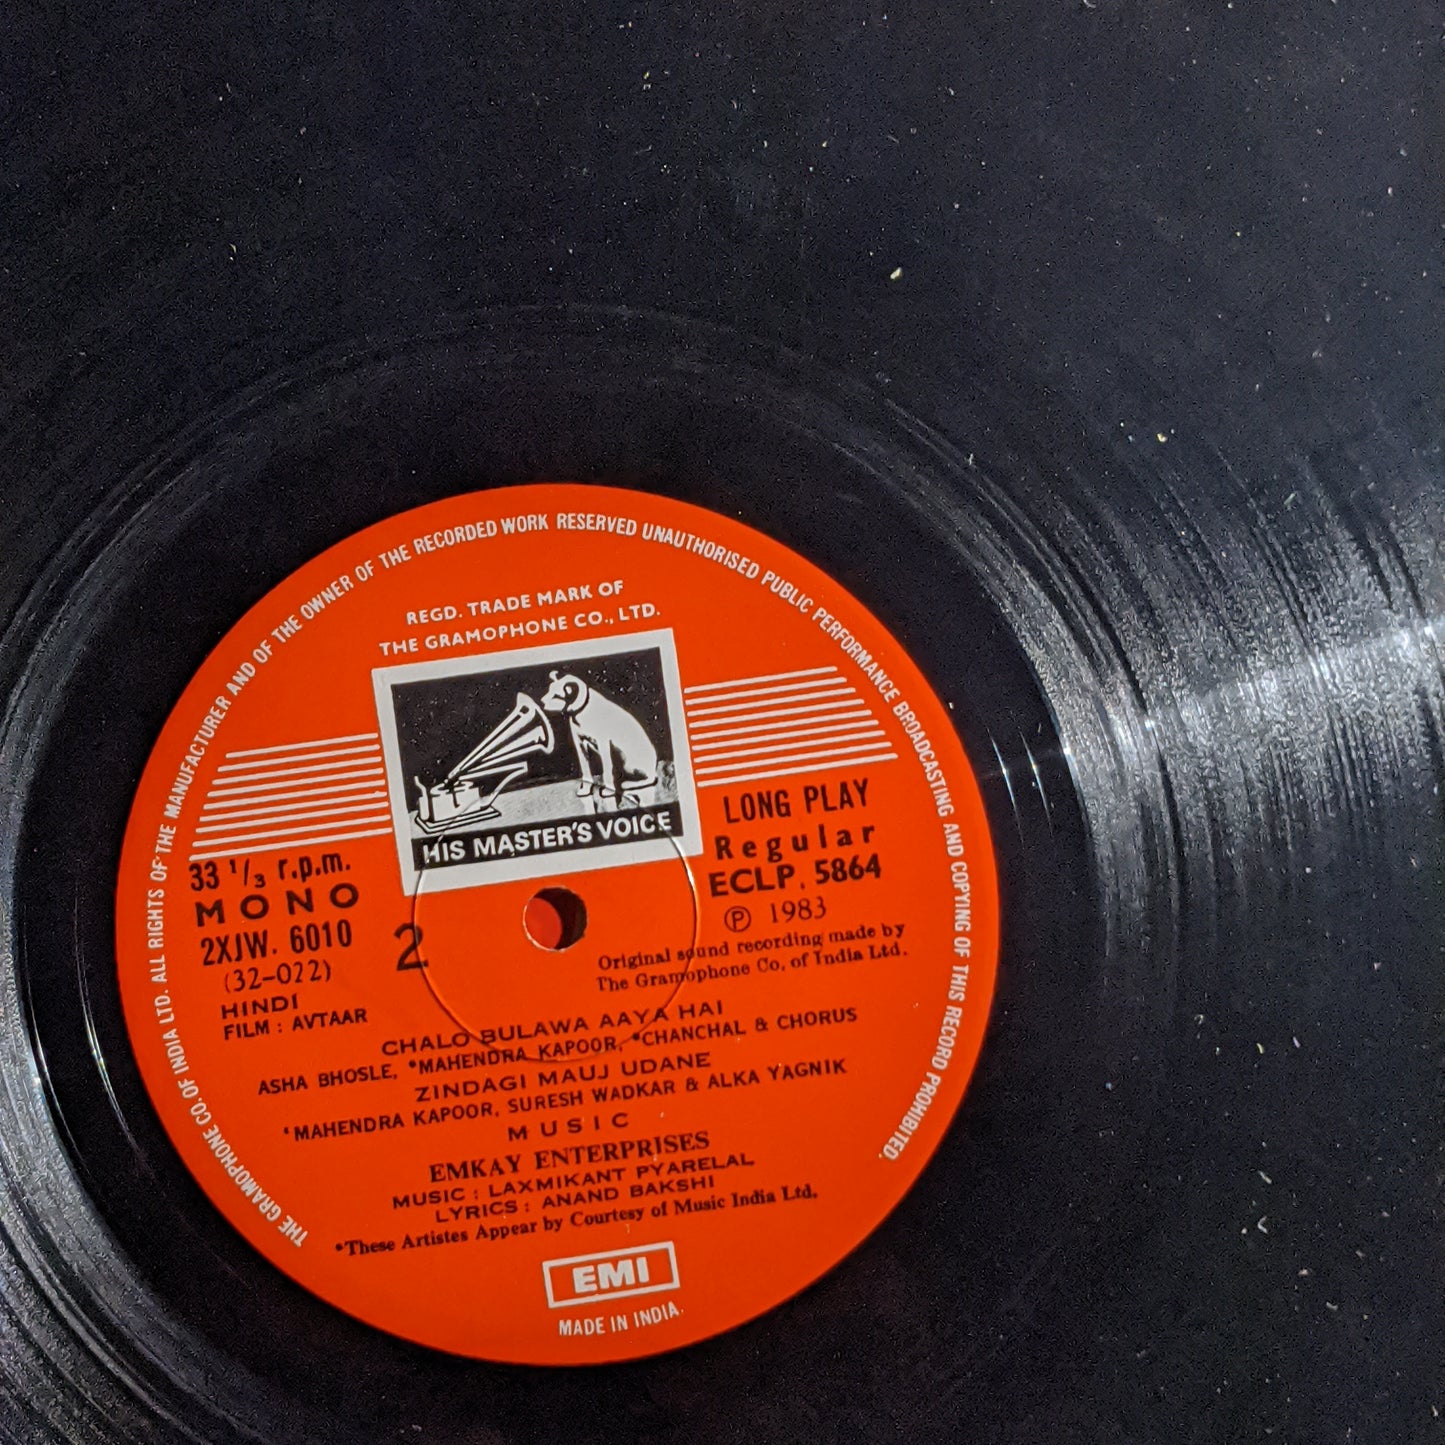 THE GRAMOPHONE CO. OF INDIA LTD. ALL RIGHTS OF THE MANUFACTURER AND OF THE OWNER OF THE RECORDED WORK RESERVED UNAUTHORISED PUBLIC PERFORMANCE BROADCASTING AND COPYING OF THIS RECORD PROHIBITED.
REGD. TRADE MARK OF
THE GRAMOPHONE CO., LTD.
HIS MASTER'S VOICE
LONG PLAY
Regular
ECLP. 5864
℗ 1983
Original sound recording made by
The Gramophone Co. of India Ltd.
33 1/3 r.p.m.
MONO
2XJW. 6010
(32-022)
2
HINDI
FILM : AVTAAR
CHALO BULAWA AAYA HAI
ASHA BHOSLE, *MAHENDRA KAPOOR, *CHANCHAL & CHORUS
ZINDAGI MAUJ UDANE
*MAHENDRA KAPOOR, SURESH WADKAR & ALKA YAGNIK
MUSIC
EMKAY ENTERPRISES
MUSIC : LAXMIKANT PYARELAL
LYRICS : ANAND BAKSHI
*These Artistes Appear by Courtesy of Music India Ltd.
EMI
MADE IN INDIA.